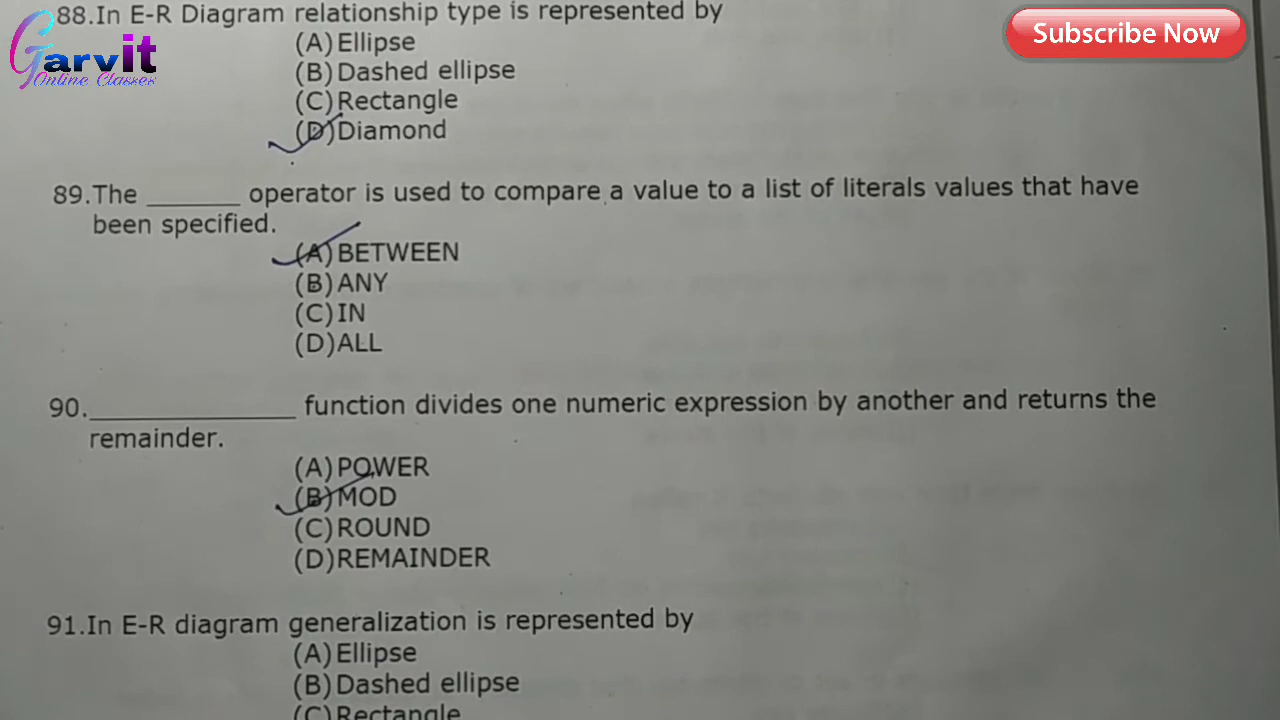 Garvit
Online Classes
Subscribe Now
88.In E-R Diagram relationship type is represented by
(A)Ellipse
(B)Dashed ellipse
(C)Rectangle
(D)Diamond
89.The _______ operator is used to compare a value to a list of literals values that have
been specified.
(A)BETWEEN
(B)ANY
(C)IN
(D)ALL
90._______________ function divides one numeric expression by another and returns the
remainder.
(A)POWER
(B)MOD
(C)ROUND
(D)REMAINDER
91.In E-R diagram generalization is represented by
(A)Ellipse
(B)Dashed ellipse
(C)Rectangle